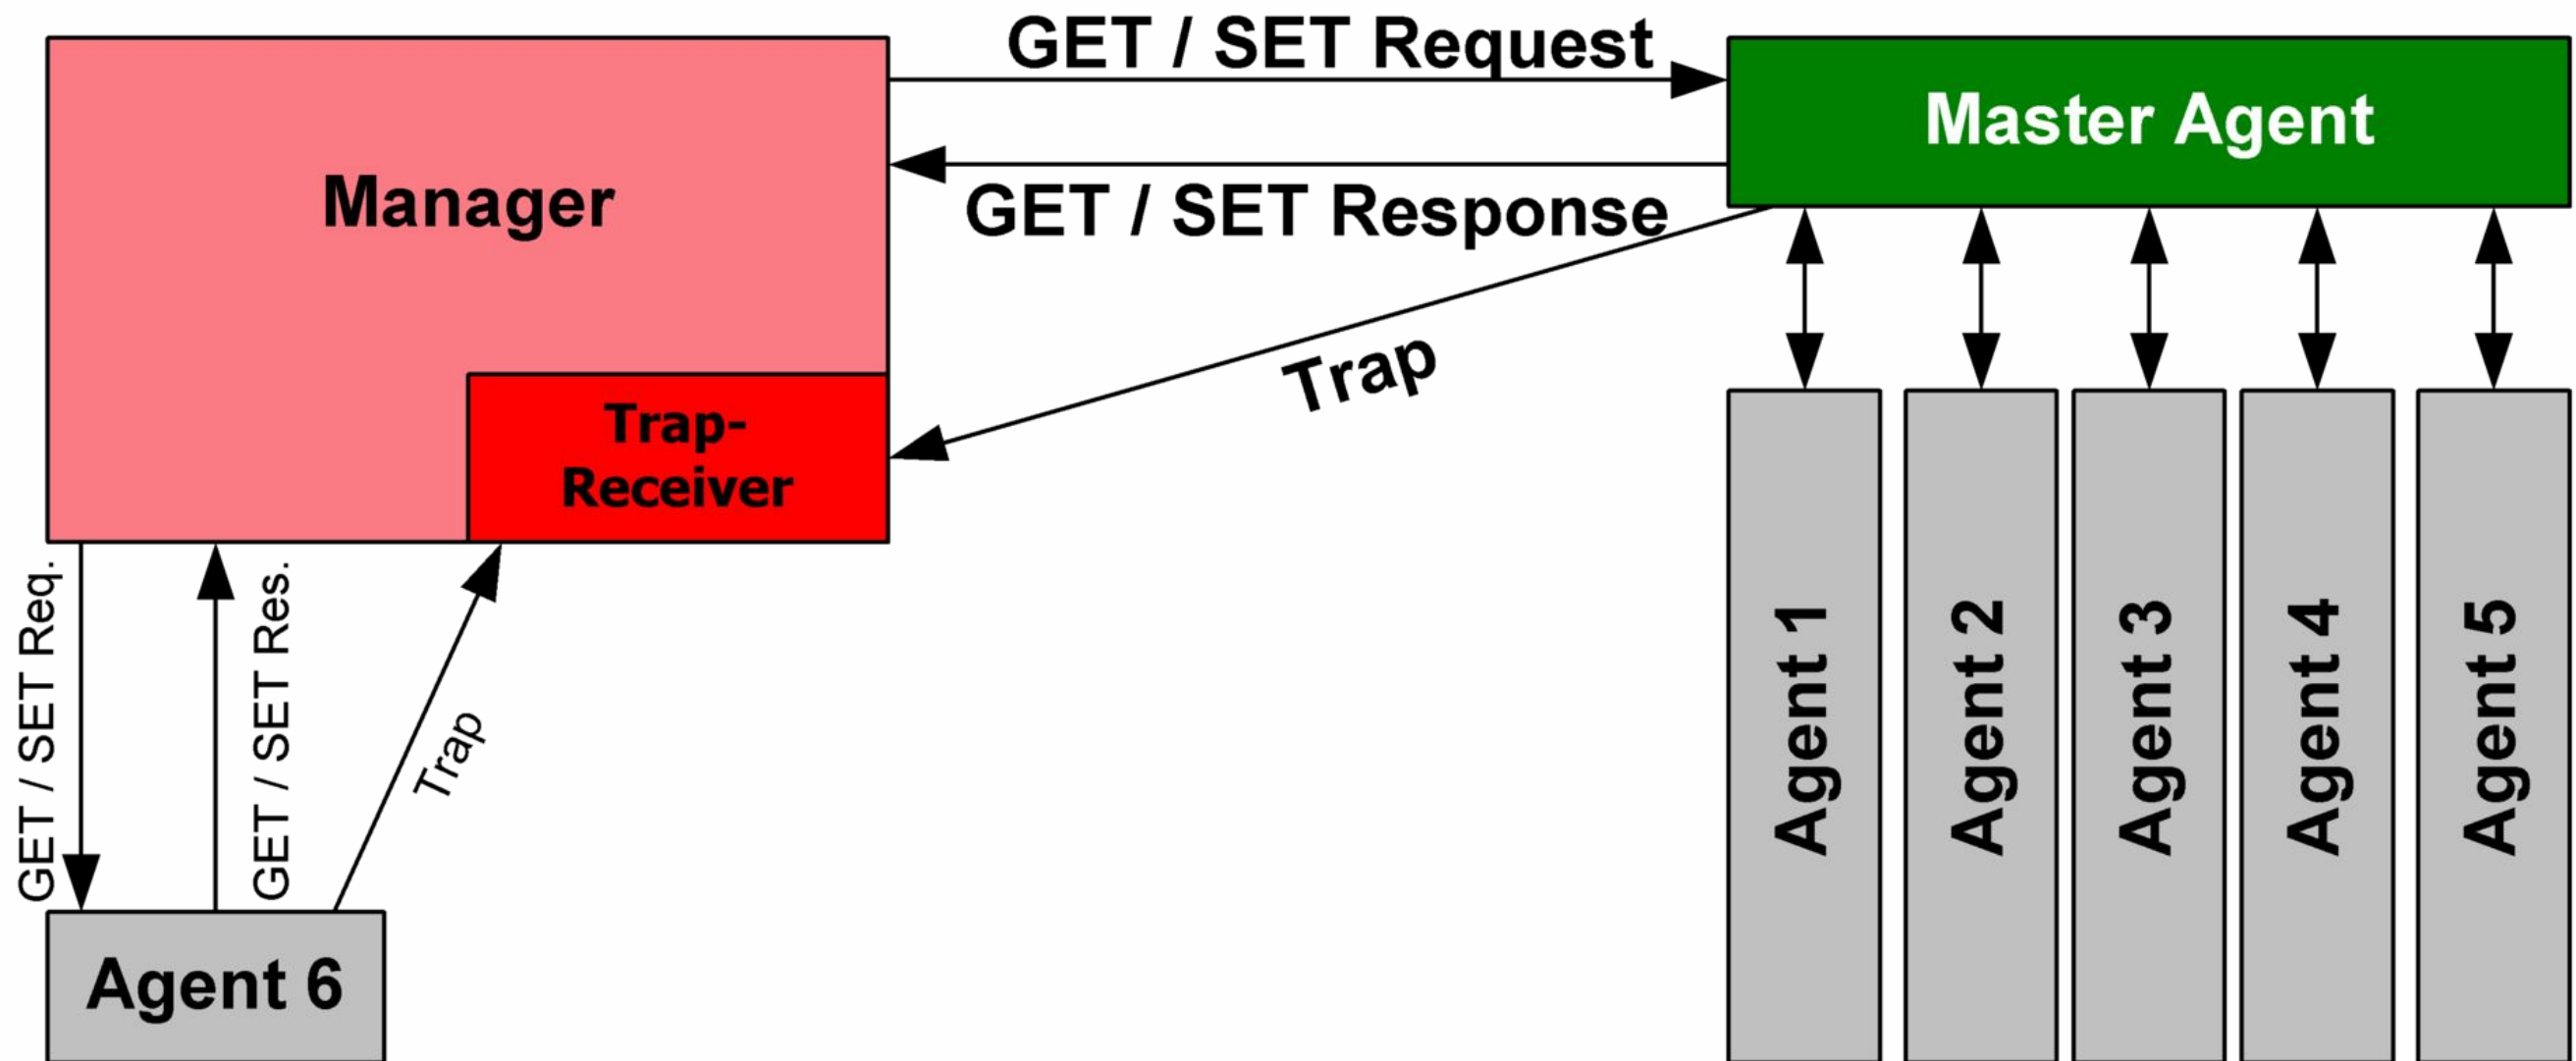 GET / SET Request
Master Agent
Manager
GET / SET Response
Trap
Trap-
Receiver
GET / SET Req.
GET / SET Res.
Trap
Agent 1
Agent 2
Agent 3
Agent 4
Agent 5
Agent 6